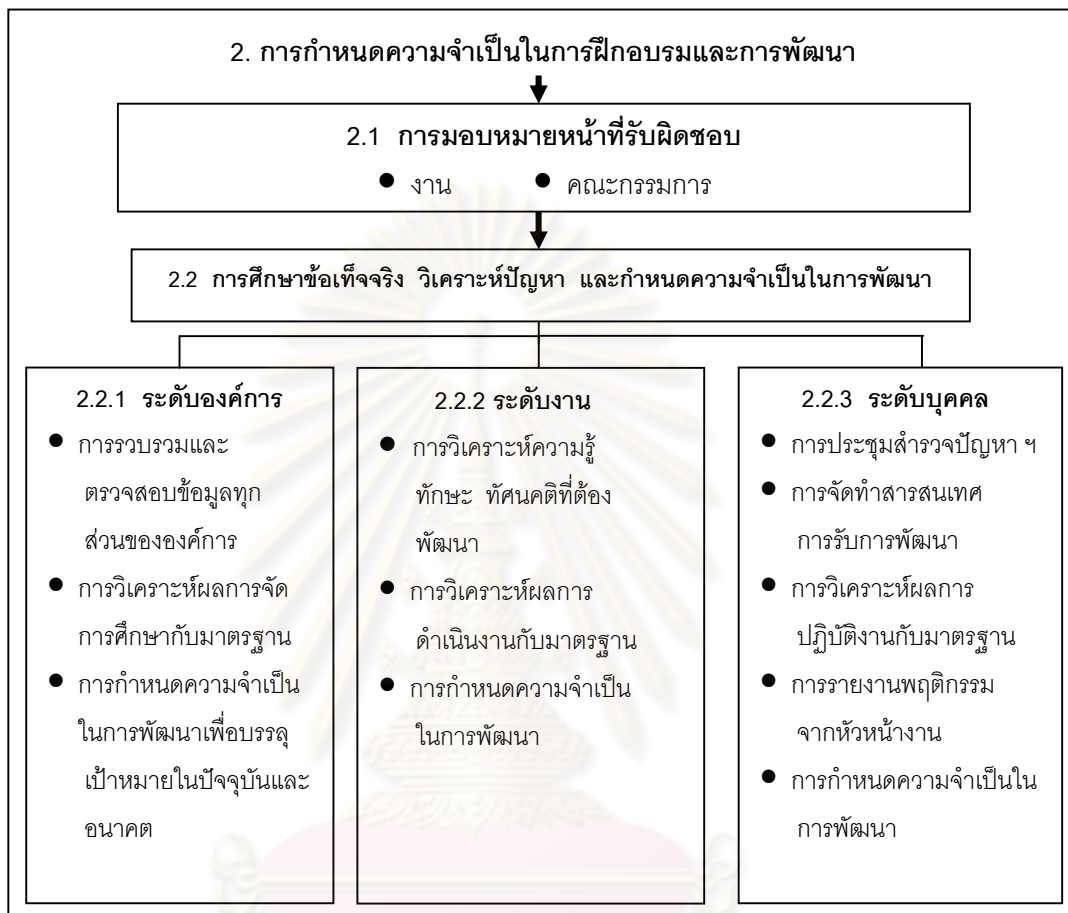 2. การกำหนดความจำเป็นในการฝึกอบรมและการพัฒนา
2.1 การมอบหมายหน้าที่รับผิดชอบ
● งาน ● คณะกรรมการ
2.2 การศึกษาข้อเท็จจริง วิเคราะห์ปัญหา และกำหนดความจำเป็นในการพัฒนา
2.2.1 ระดับองค์การ
● การรวบรวมและ
ตรวจสอบข้อมูลทุก
ส่วนขององค์การ
● การวิเคราะห์ผลการจัด
การศึกษากับมาตรฐาน
● การกำหนดความจำเป็น
ในการพัฒนาเพื่อบรรลุ
เป้าหมายในปัจจุบันและ
อนาคต
2.2.2 ระดับงาน
● การวิเคราะห์ความรู้
ทักษะ ทัศนคติที่ต้อง
พัฒนา
● การวิเคราะห์ผลการ
ดำเนินงานกับมาตรฐาน
● การกำหนดความจำเป็น
ในการพัฒนา
2.2.3 ระดับบุคคล
● การประชุมสำรวจปัญหา ฯ
● การจัดทำสารสนเทศ
การรับการพัฒนา
● การวิเคราะห์ผลการ
ปฏิบัติงานกับมาตรฐาน
● การรายงานพฤติกรรม
จากหัวหน้างาน
● การกำหนดความจำเป็นใน
การพัฒนา